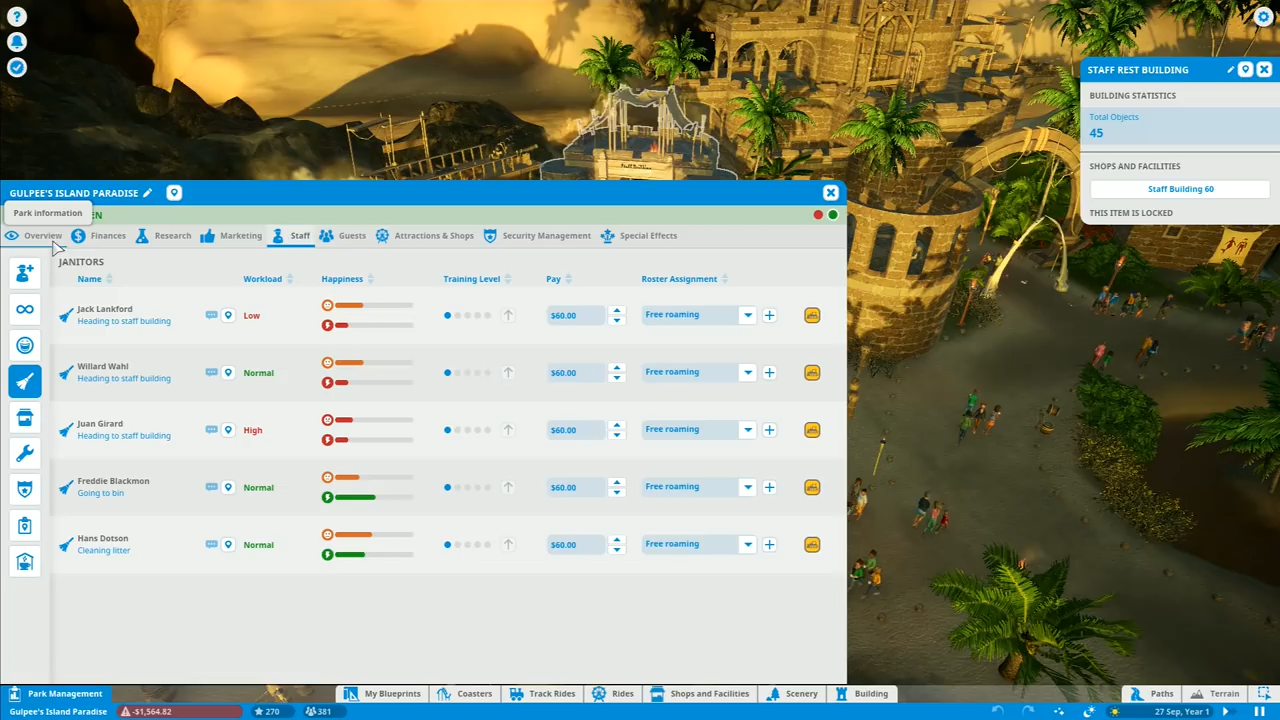 STAFF REST BUILDING
BUILDING STATISTICS
Total Objects
45
SHOPS AND FACILITIES
Staff Building 60
THIS ITEM IS LOCKED
GULPEE'S ISLAND PARADISE
Park information
EN
Overview Finances Research Marketing Staff Guests Attractions & Shops Security Management Special Effects
JANITORS
Name Workload Happiness Training Level Pay Roster Assignment
Jack Lankford
Heading to staff building
Low $60.00 Free roaming
Willard Wahl
Heading to staff building
Normal $60.00 Free roaming
Juan Girard
Heading to staff building
High $60.00 Free roaming
Freddie Blackmon
Going to bin
Normal $60.00 Free roaming
Hans Dotson
Cleaning litter
Normal $60.00 Free roaming
Park Management My Blueprints Coasters Track Rides Rides Shops and Facilities Scenery Building Paths Terrain
Gulpee's Island Paradise -$1,564.82 270 381 27 Sep, Year 1